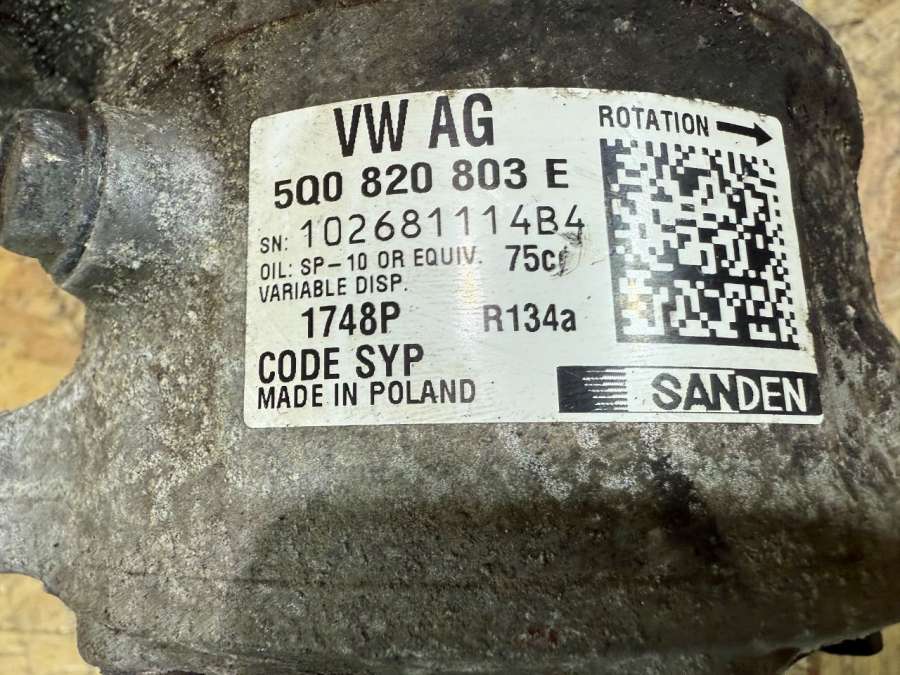 VW AG
ROTATION
5Q0 820 803 E
SN: 102681114B4
OIL: SP-10 OR EQUIV. 75cc
VARIABLE DISP.
1748P R134a
CODE SYP
MADE IN POLAND
SANDEN